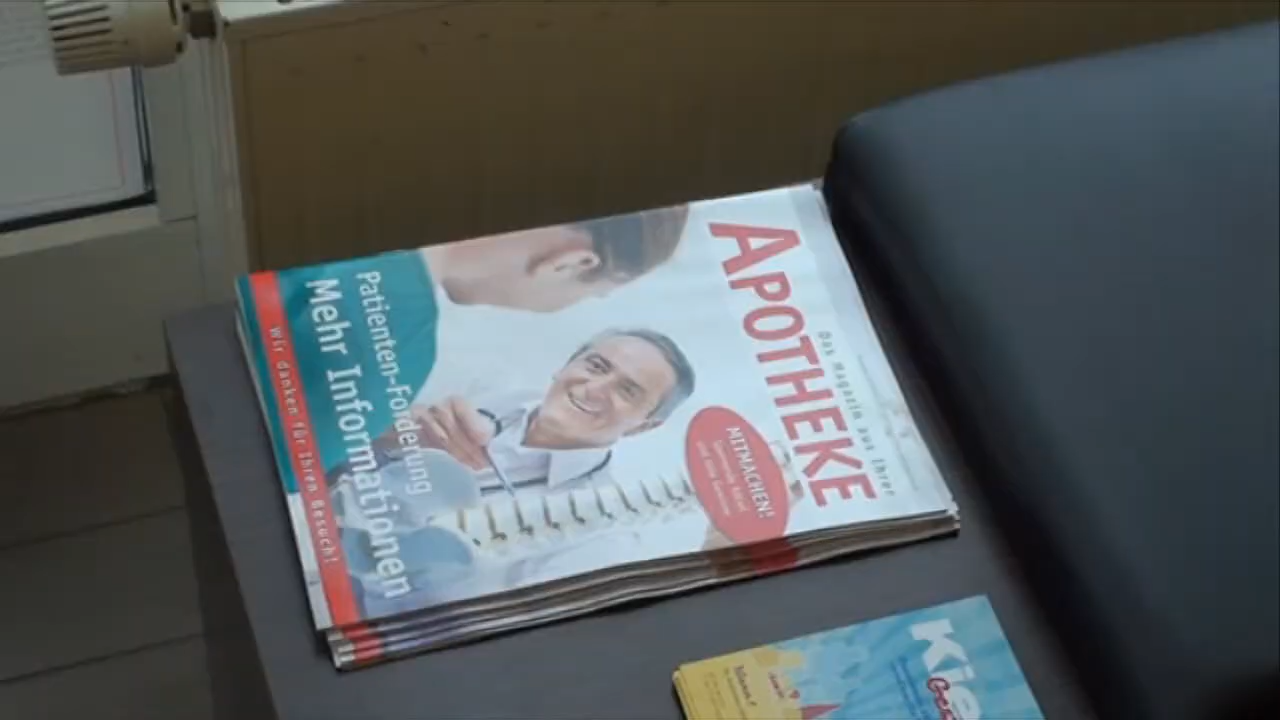 Das Magazin aus Ihrer
APOTHEKE
MITMACHEN!
Patienten-Förderung
Mehr Informationen
Wir danken für Ihren Besuch!